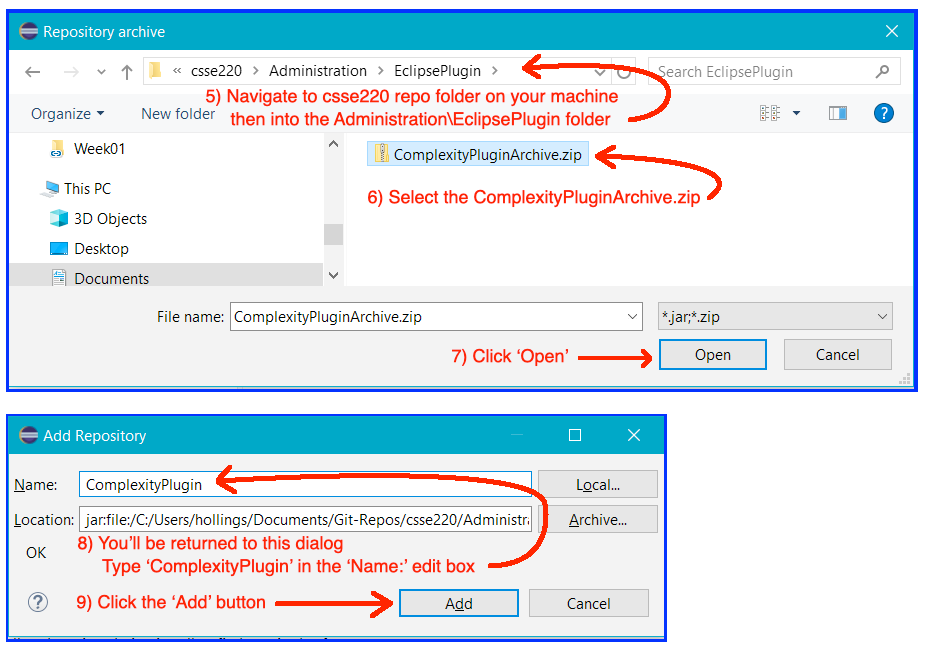 Repository archive
« csse220 > Administration > EclipsePlugin >
Search EclipsePlugin
5) Navigate to csse220 repo folder on your machine
then into the Administration\EclipsePlugin folder
Organize
New folder
?
Week01
This PC
3D Objects
Desktop
Documents
ComplexityPluginArchive.zip
6) Select the ComplexityPluginArchive.zip
File name:
ComplexityPluginArchive.zip
*.jar;*.zip
7) Click ‘Open’
Open
Cancel
Add Repository
Name:
ComplexityPlugin
Local...
Location:
jar:file:/C:/Users/hollings/Documents/Git-Repos/csse220/Administra
Archive...
OK
8) You’ll be returned to this dialog
Type ‘ComplexityPlugin’ in the ‘Name:’ edit box
?
9) Click the ‘Add’ button
Add
Cancel